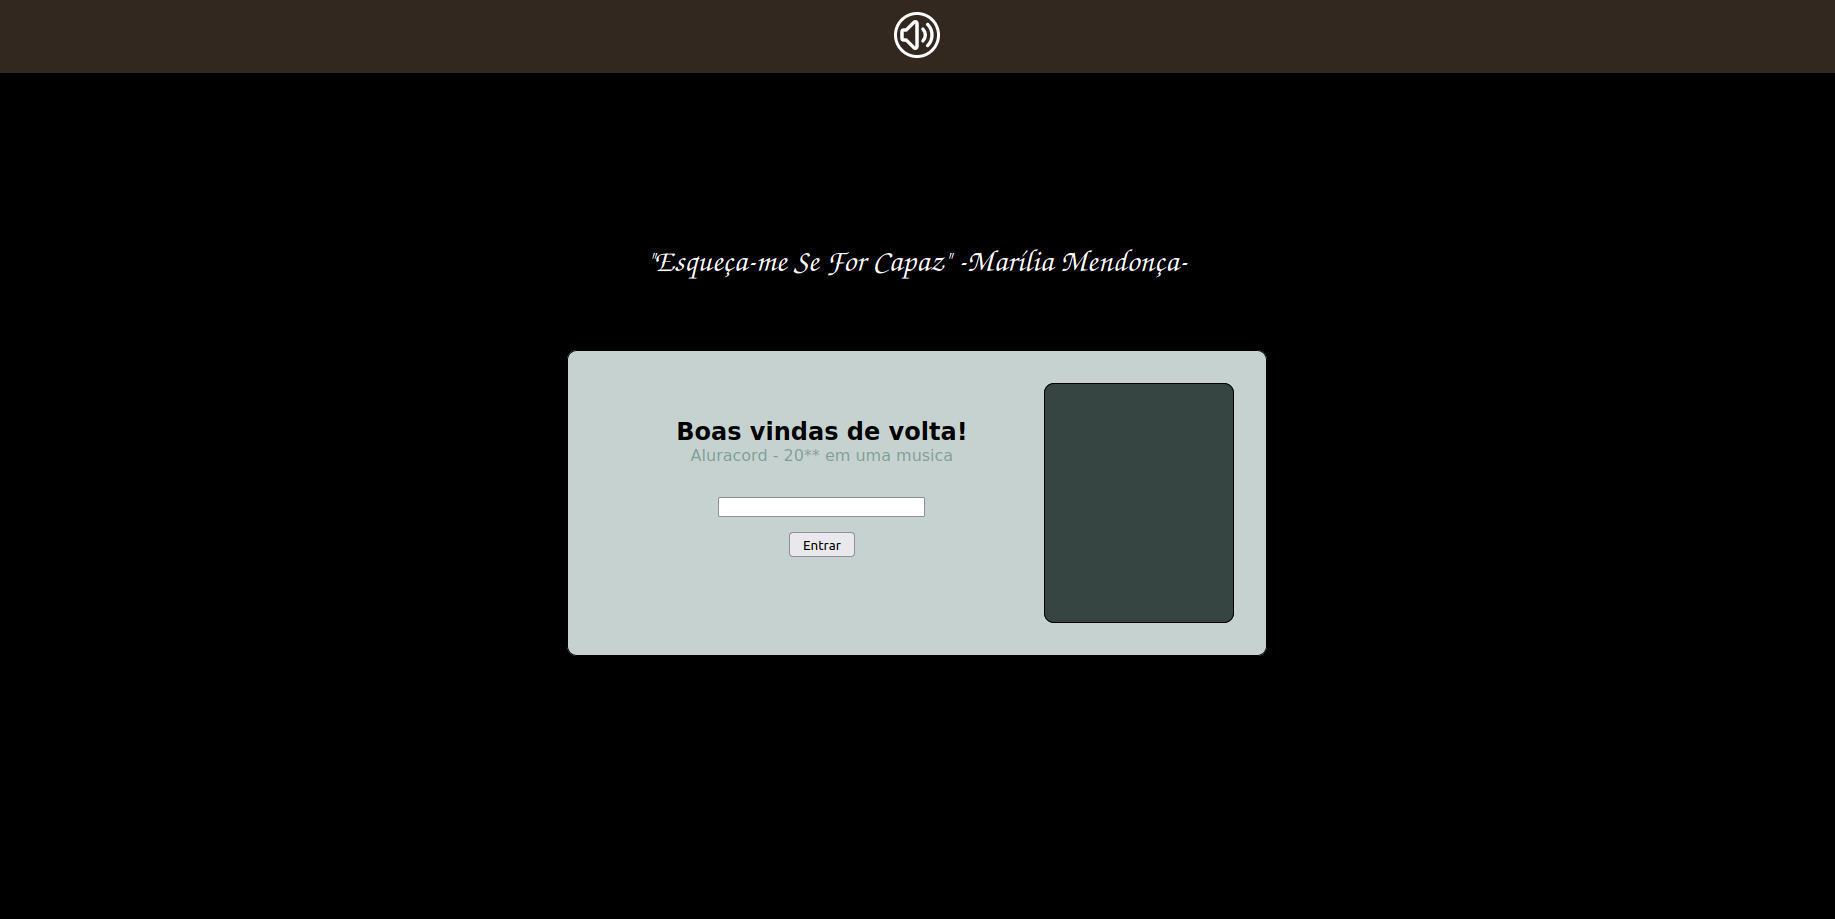 "Esqueça-me Se For Capaz" -Marília Mendonça-
Boas vindas de volta!
Aluracord - 20** em uma musica
Entrar